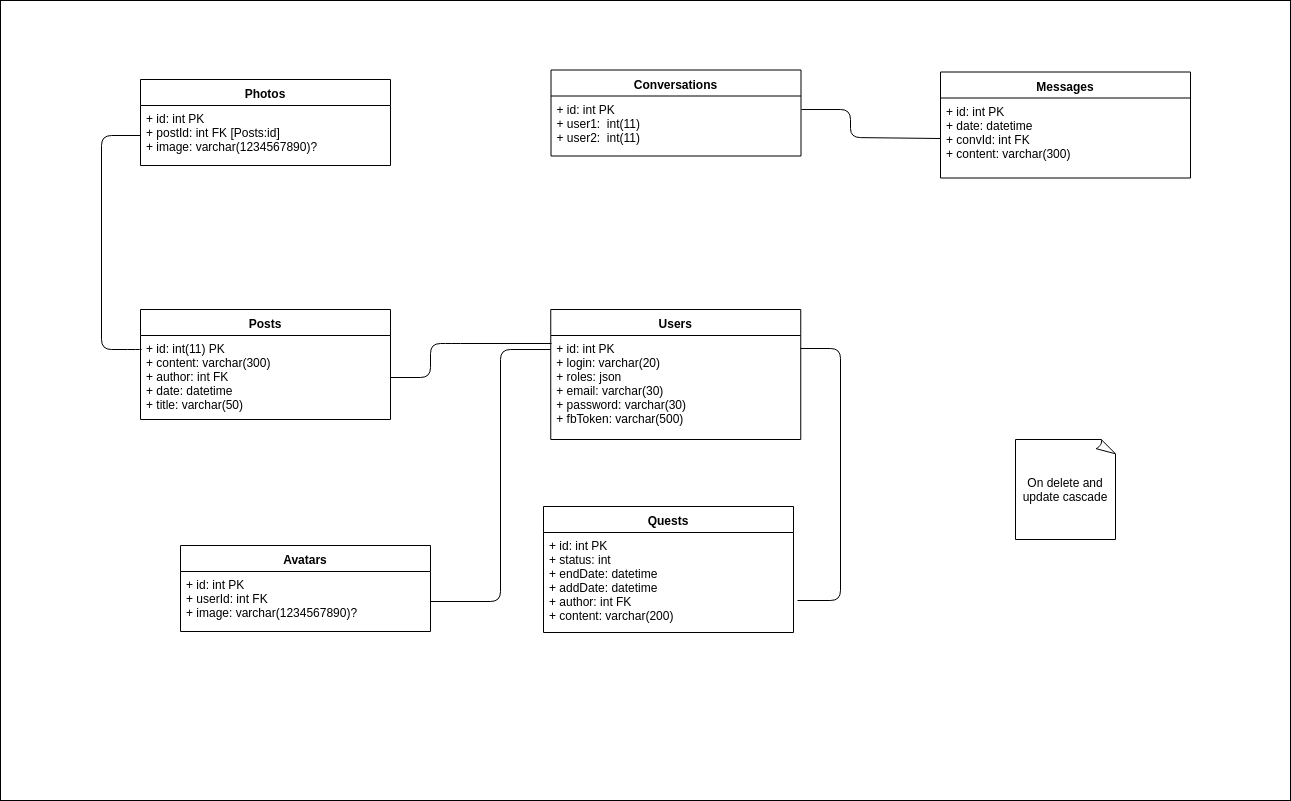 Photos
+ id: int PK
+ postId: int FK [Posts:id]
+ image: varchar(1234567890)?
Conversations
+ id: int PK
+ user1:  int(11)
+ user2:  int(11)
Messages
+ id: int PK
+ date: datetime
+ convId: int FK
+ content: varchar(300)
Posts
+ id: int(11) PK
+ content: varchar(300)
+ author: int FK
+ date: datetime
+ title: varchar(50)
Users
+ id: int PK
+ login: varchar(20)
+ roles: json
+ email: varchar(30)
+ password: varchar(30)
+ fbToken: varchar(500)
On delete and
update cascade
Avatars
+ id: int PK
+ userId: int FK
+ image: varchar(1234567890)?
Quests
+ id: int PK
+ status: int
+ endDate: datetime
+ addDate: datetime
+ author: int FK
+ content: varchar(200)